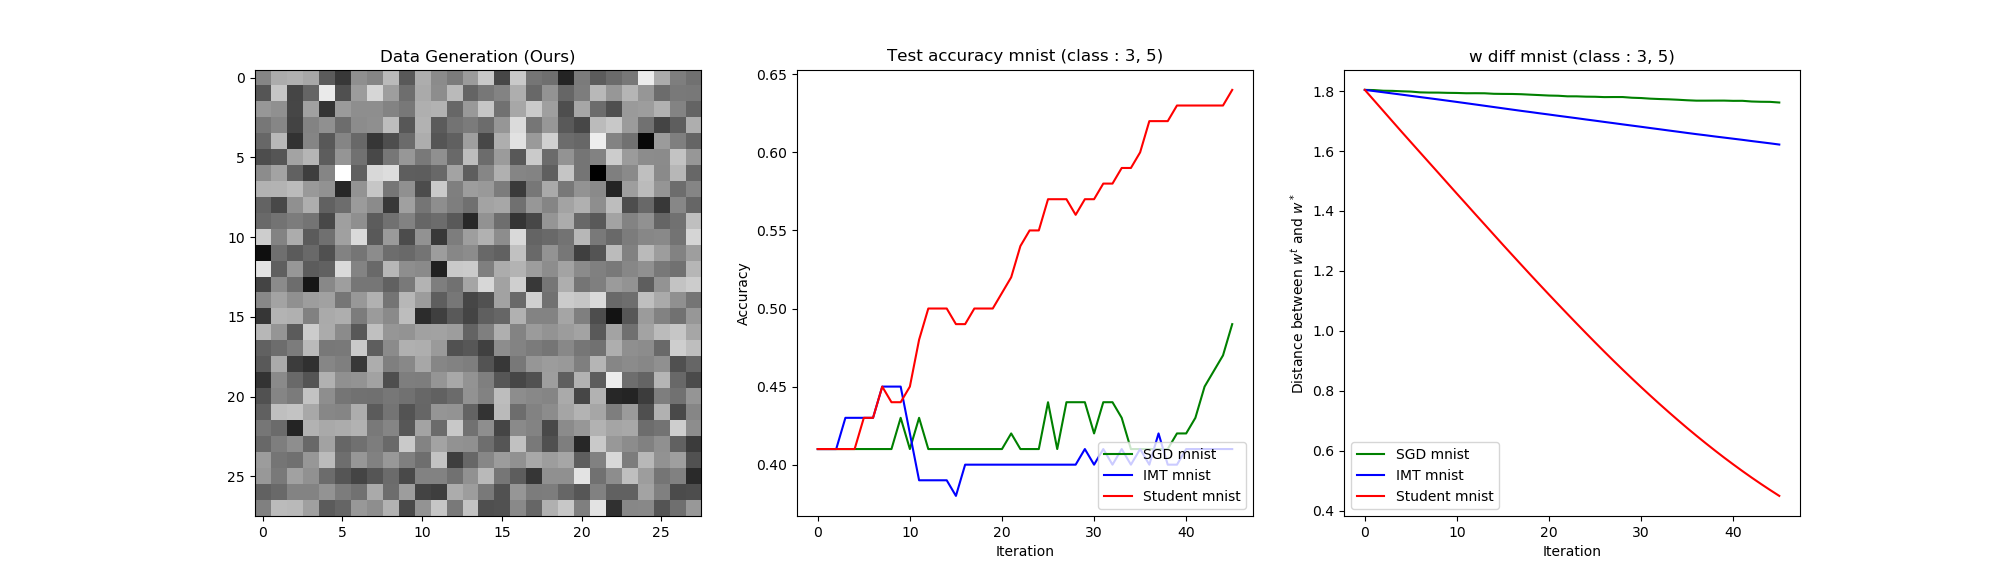 Data Generation (Ours)
0
5
10
15
20
25
0 5 10 15 20 25
Test accuracy mnist (class : 3, 5)
Accuracy
0.65
0.60
0.55
0.50
0.45
0.40
SGD mnist
IMT mnist
Student mnist
0 10 20 30 40
Iteration
w diff mnist (class : 3, 5)
Distance between w^t and w^*
1.8
1.6
1.4
1.2
1.0
0.8
0.6
0.4
SGD mnist
IMT mnist
Student mnist
0 10 20 30 40
Iteration